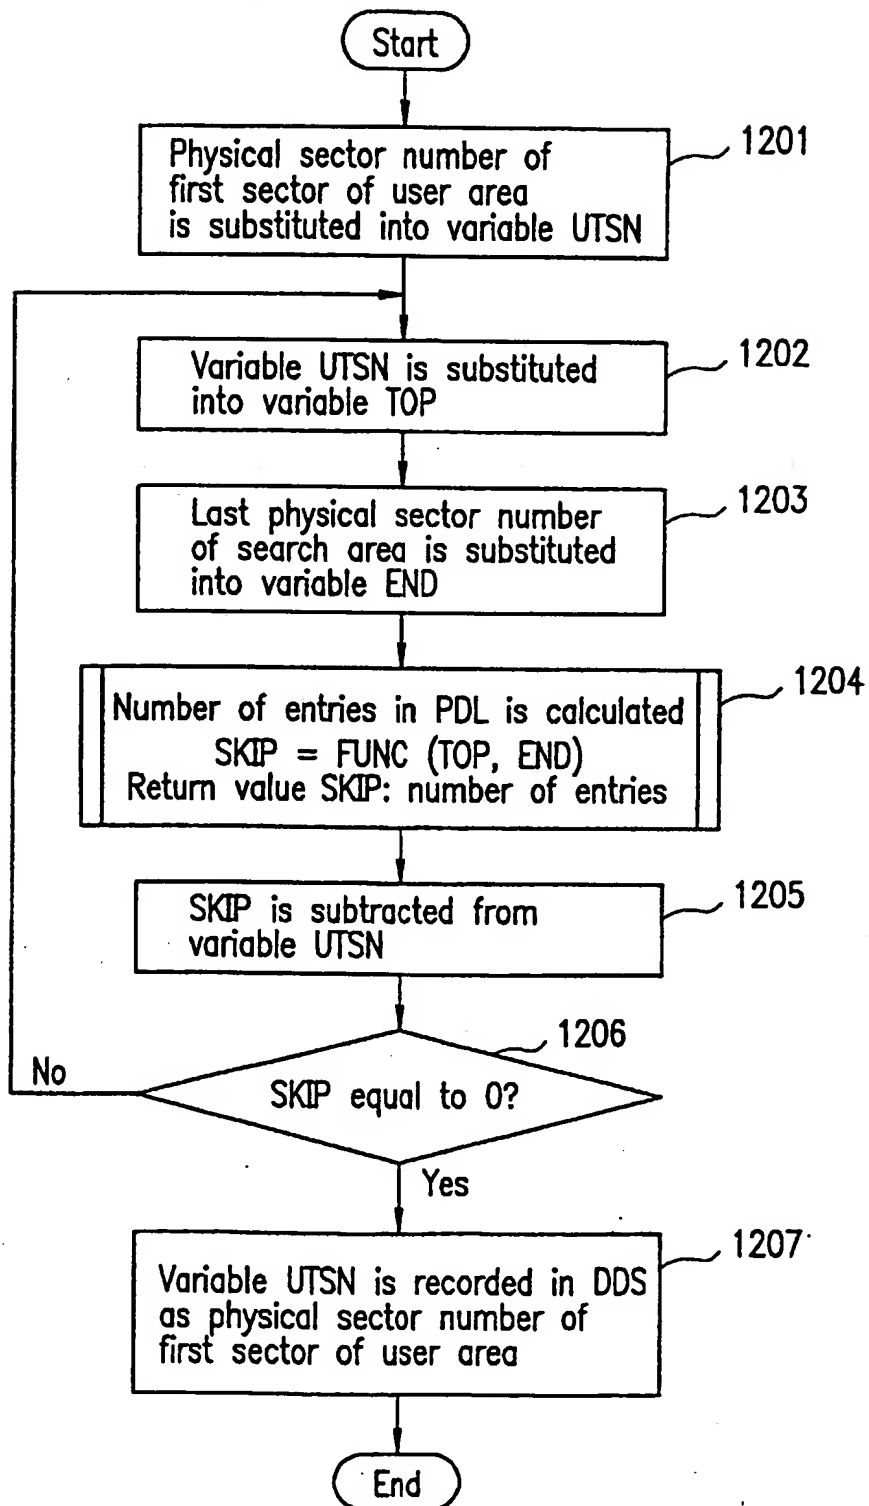 Start
Physical sector number of
first sector of user area
is substituted into variable UTSN
1201
Variable UTSN is substituted
into variable TOP
1202
Last physical sector number
of search area is substituted
into variable END
1203
Number of entries in PDL is calculated
SKIP = FUNC (TOP, END)
Return value SKIP: number of entries
1204
SKIP is subtracted from
variable UTSN
1205
1206
SKIP equal to 0?
No
Yes
Variable UTSN is recorded in DDS
as physical sector number of
first sector of user area
1207
End